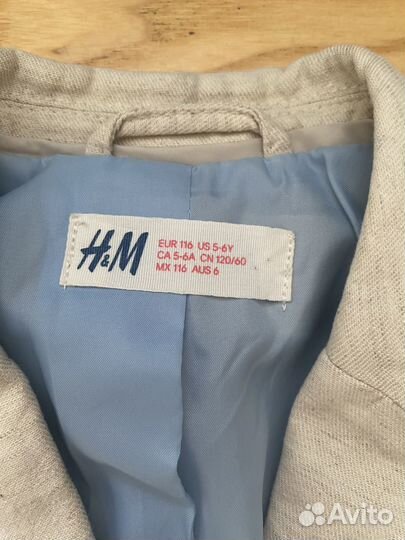 H&M
EUR 116 US 5-6Y
CA 5-6A CN 120/60
MX 116 AUS 6
Avito